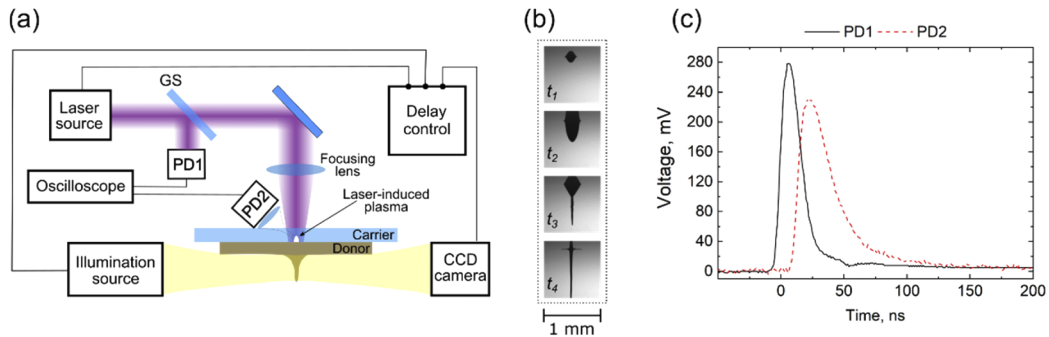 (a)
GS
Laser
source
Delay
control
PD1
Focusing
lens
Oscilloscope
PD2
Laser-induced
plasma
Carrier
Donor
Illumination
source
CCD
camera
(b)
t1
t2
t3
t4
1 mm
(c)
PD1
PD2
Voltage, mV
280
240
200
160
120
80
40
0
0
50
100
150
200
Time, ns